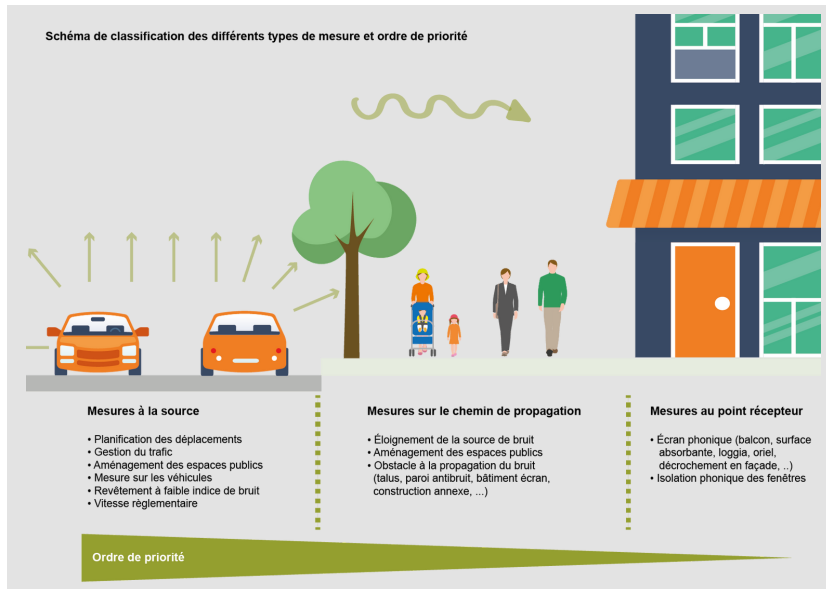 Schéma de classification des différents types de mesure et ordre de priorité
Mesures à la source
• Planification des déplacements
• Gestion du trafic
• Aménagement des espaces publics
• Mesure sur les véhicules
• Revêtement à faible indice de bruit
• Vitesse règlementaire
Mesures sur le chemin de propagation
• Éloignement de la source de bruit
• Aménagement des espaces publics
• Obstacle à la propagation du bruit
(talus, paroi antibruit, bâtiment écran,
construction annexe, ...)
Mesures au point récepteur
• Écran phonique (balcon, surface
absorbante, loggia, oriel,
décrochement en façade, ..)
• Isolation phonique des fenêtres
Ordre de priorité